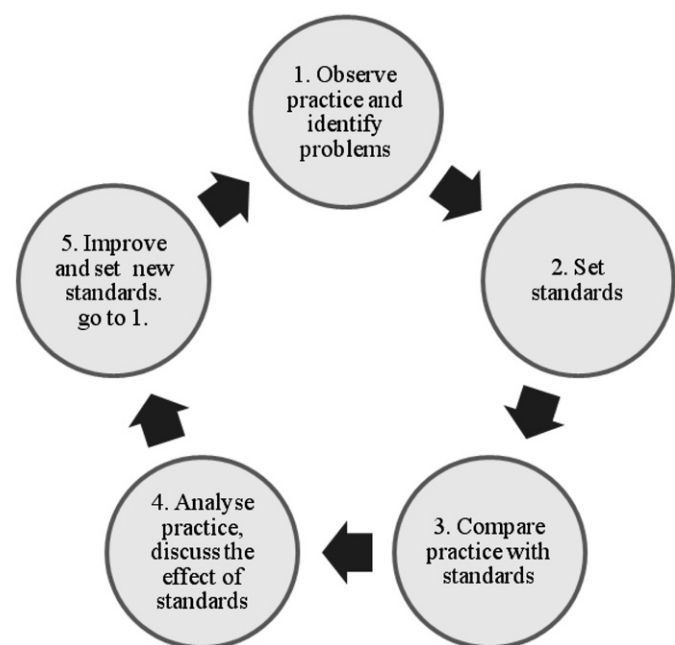 1. Observe
practice and
identify
problems
2. Set
standards
3. Compare
practice with
standards
4. Analyse
practice,
discuss the
effect of
standards
5. Improve
and set new
standards.
go to 1.